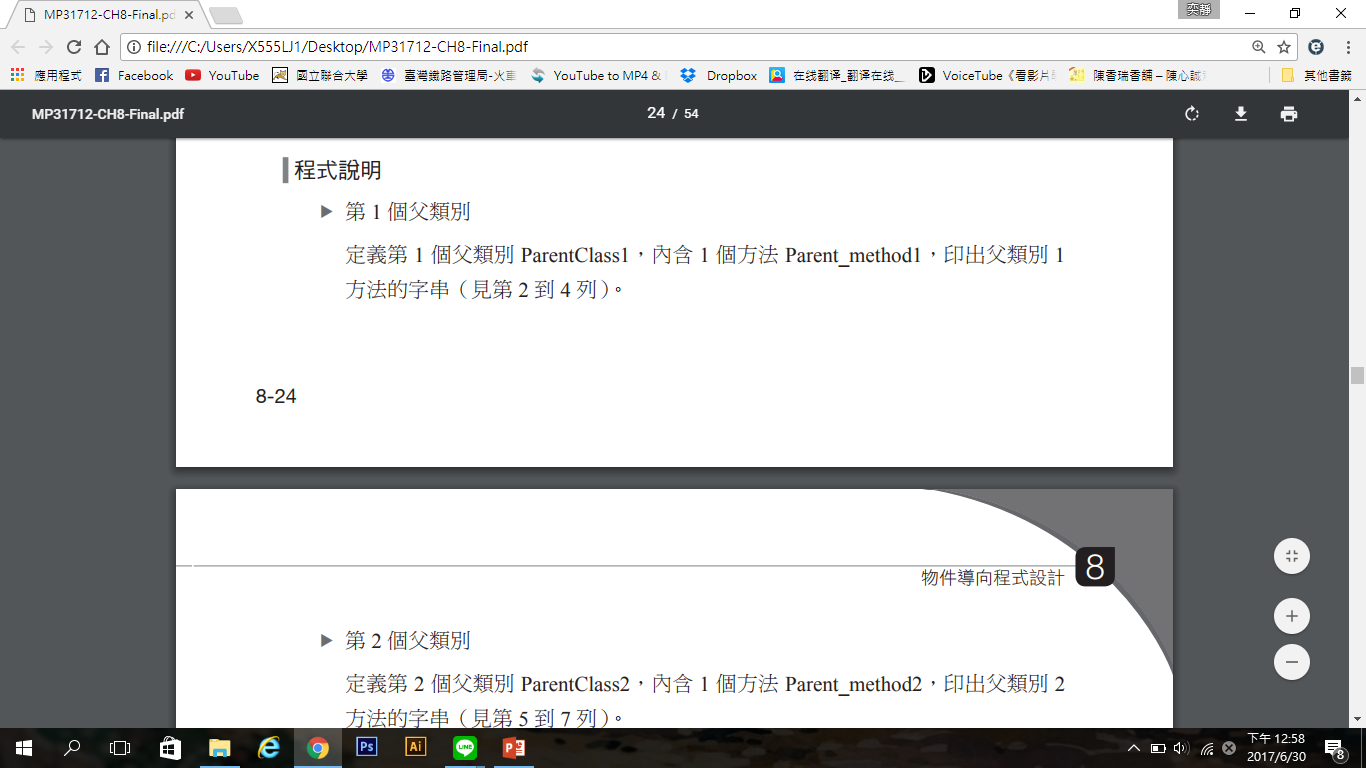 MP31712-CH8-Final.pd
奕靜
file:///C:/Users/X555LJ1/Desktop/MP31712-CH8-Final.pdf
應用程式 Facebook YouTube 國立聯合大學 臺灣鐵路管理局-火車 YouTube to MP4 & Dropbox 在线翻译_翻译在线_ VoiceTube《看影片 陳香瑞香舖 – 陳心誠 其他書籤
MP31712-CH8-Final.pdf 24 / 54
程式說明
第 1 個父類別
定義第 1 個父類別 ParentClass1，內含 1 個方法 Parent_method1，印出父類別 1
方法的字串（見第 2 到 4 列）。
8-24
物件導向程式設計 8
第 2 個父類別
定義第 2 個父類別 ParentClass2，內含 1 個方法 Parent_method2，印出父類別 2
方法的字串（見第 5 到 7 列）。
Ps Ai LINE
下午 12:58
2017/6/30
8